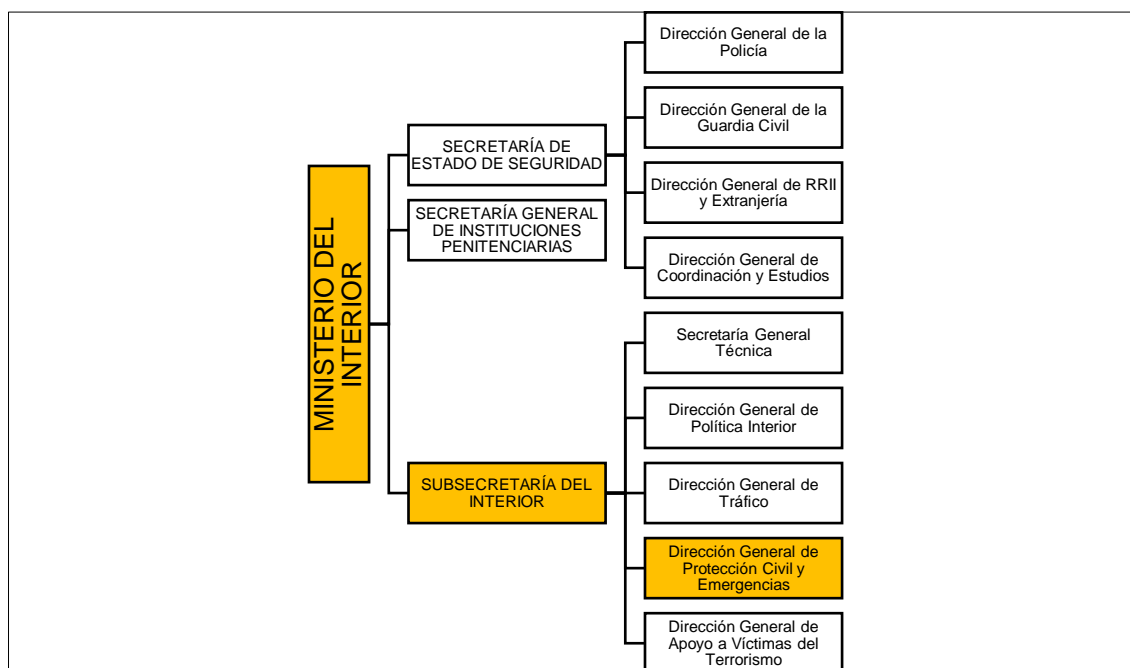 MINISTERIO DEL
INTERIOR
SECRETARÍA DE
ESTADO DE SEGURIDAD
Dirección General de la
Policía
Dirección General de la
Guardia Civil
Dirección General de RRII
y Extranjería
Dirección General de
Coordinación y Estudios
SECRETARÍA GENERAL
DE INSTITUCIONES
PENITENCIARIAS
SUBSECRETARÍA DEL
INTERIOR
Secretaría General
Técnica
Dirección General de
Política Interior
Dirección General de
Tráfico
Dirección General de
Protección Civil y
Emergencias
Dirección General de
Apoyo a Víctimas del
Terrorismo